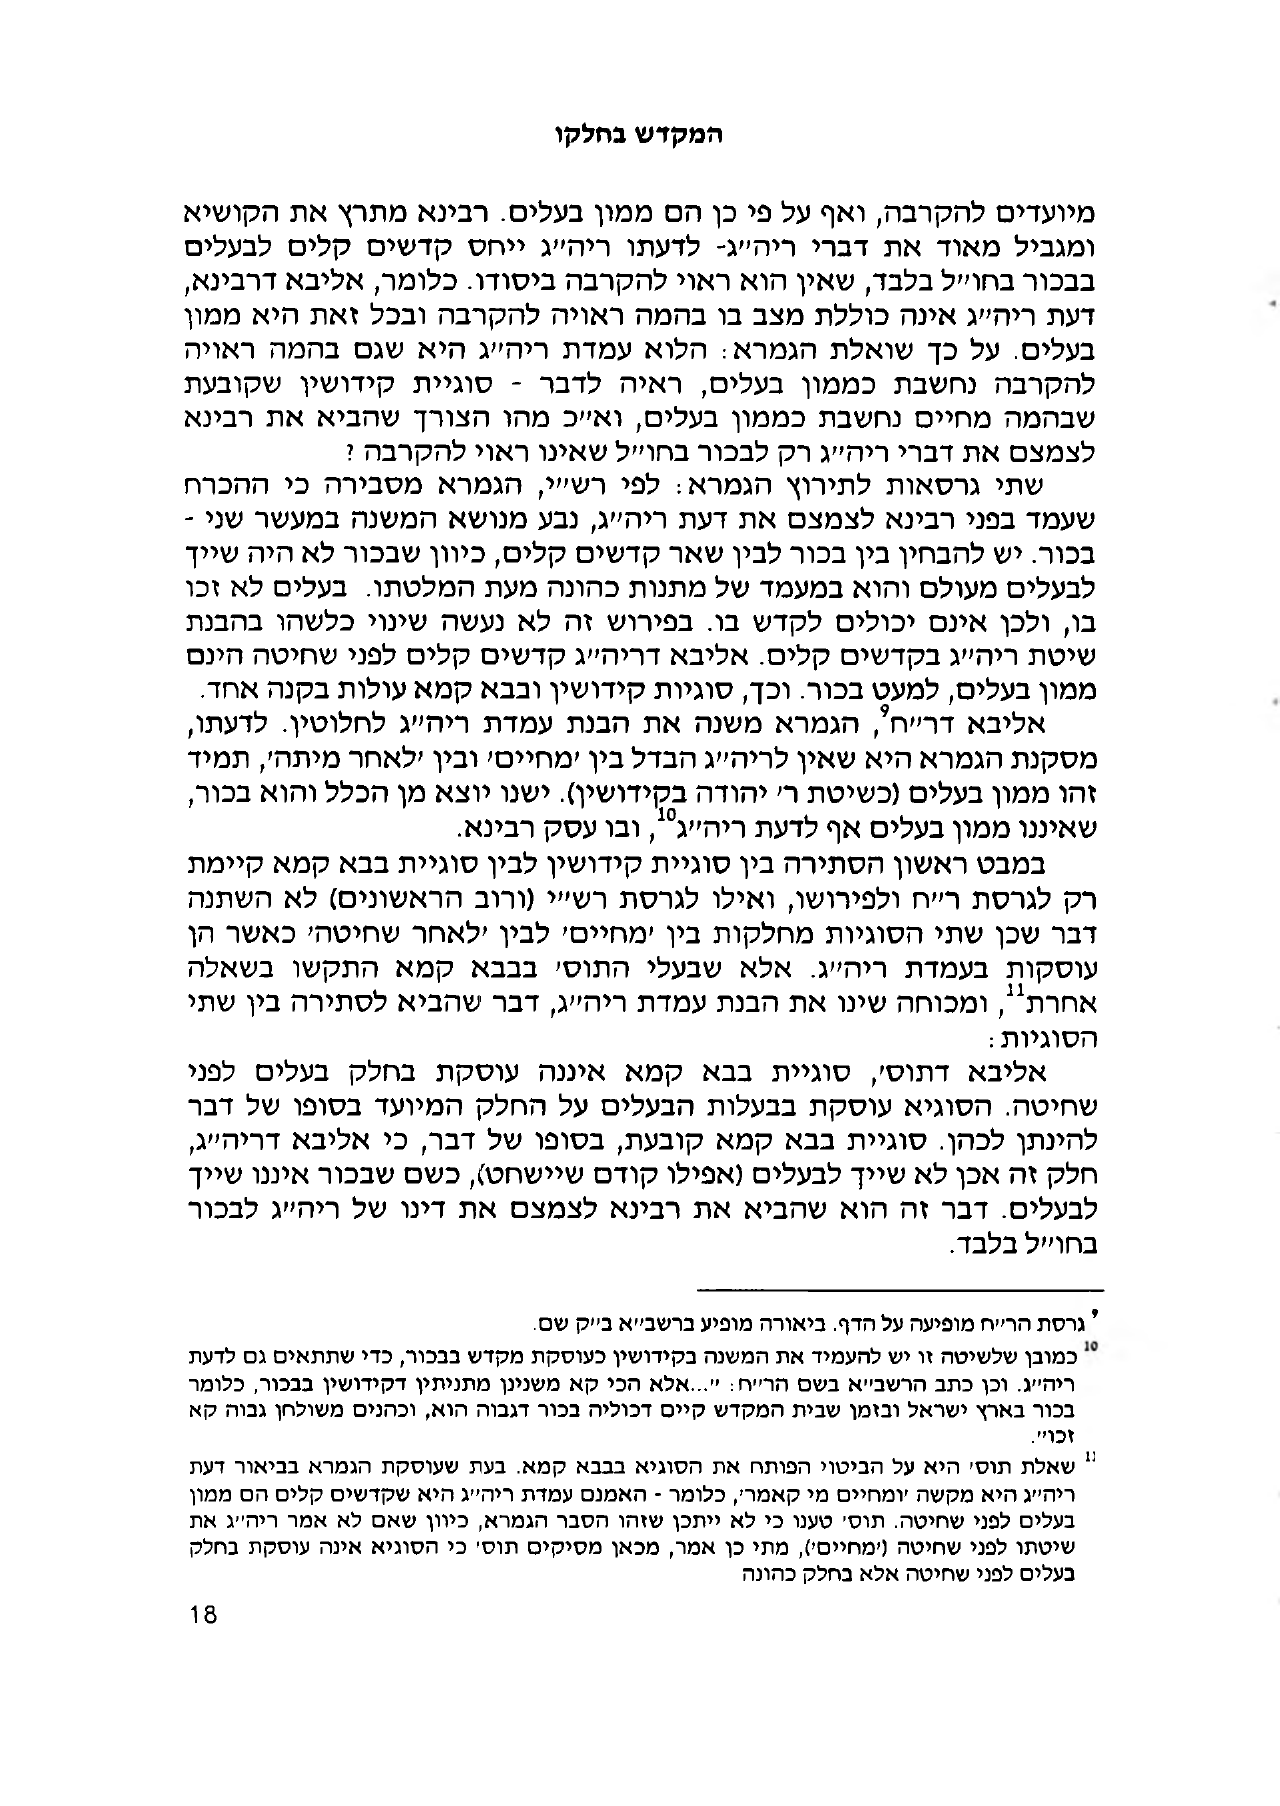 המקדש בחלקו
מיועדים להקרבה, ואף על פי כן הם ממון בעלים. רבינא מתרץ את הקושיא
ומגביל מאוד את דברי ריה״ג- לדעתו ריה״ג ייחס קדשים קלים לבעלים
בבכור בחו״ל בלבד, שאין הוא ראוי להקרבה ביסודו. כלומר, אליבא דרבינא,
דעת ריה״ג אינה כוללת מצב בו בהמה ראויה להקרבה ובכל זאת היא ממון
בעלים. על כך שואלת הגמרא: הלוא עמדת ריה״ג היא שגם בהמה ראויה
להקרבה נחשבת כממון בעלים, ראיה לדבר - סוגיית קידושין שקובעת
שבהמה מחיים נחשבת כממון בעלים, וא״כ מהו הצורך שהביא את רבינא
לצמצם את דברי ריה״ג רק לבכור בחו״ל שאינו ראוי להקרבה ?
שתי גרסאות לתירוץ הגמרא: לפי רש״י, הגמרא מסבירה כי ההכרח
שעמד בפני רבינא לצמצם את דעת ריה״ג, נבע מנושא המשנה במעשר שני -
בכור. יש להבחין בין בכור לבין שאר קדשים קלים, כיוון שבכור לא היה שייך
לבעלים מעולם והוא במעמד של מתנות כהונה מעת המלטתו. בעלים לא זכו
בו, ולכן אינם יכולים לקדש בו. בפירוש זה לא נעשה שינוי כלשהו בהבנת
שיטת ריה״ג בקדשים קלים. אליבא דריה״ג קדשים קלים לפני שחיטה הינם
ממון בעלים, למעט בכור. וכך, סוגיות קידושין ובבא קמא עולות בקנה אחד.
אליבא דר״ח9, הגמרא משנה את הבנת עמדת ריה״ג לחלוטין. לדעתו,
מסקנת הגמרא היא שאין לריה״ג הבדל בין ׳מחיים׳ ובין ׳לאחר מיתה׳, תמיד
זהו ממון בעלים (כשיטת ר׳ יהודה בקידושין). ישנו יוצא מן הכלל והוא בכור,
שאיננו ממון בעלים אף לדעת ריה״ג10, ובו עסק רבינא.
במבט ראשון הסתירה בין סוגיית קידושין לבין סוגיית בבא קמא קיימת
רק לגרסת ר״ח ולפירושו, ואילו לגרסת רש״י (ורוב הראשונים) לא השתנה
דבר שכן שתי הסוגיות מחלקות בין ׳מחיים׳ לבין ׳לאחר שחיטה׳ כאשר הן
עוסקות בעמדת ריה״ג. אלא שבעלי התוס׳ בבבא קמא התקשו בשאלה
אחרת11, ומכוחה שינו את הבנת עמדת ריה״ג, דבר שהביא לסתירה בין שתי
הסוגיות :
אליבא דתוס׳, סוגיית בבא קמא איננה עוסקת בחלק בעלים לפני
שחיטה. הסוגיא עוסקת בבעלות הבעלים על החלק המיועד בסופו של דבר
להינתן לכהן. סוגיית בבא קמא קובעת, בסופו של דבר, כי אליבא דריה״ג,
חלק זה אכן לא שייך לבעלים (אפילו קודם שיישחט), כשם שבכור איננו שייך
לבעלים. דבר זה הוא שהביא את רבינא לצמצם את דינו של ריה״ג לבכור
בחו״ל בלבד.
9 גרסת הר״ח מופיעה על הדף. ביאורה מופיע ברשב״א ב״ק שם.
10 כמובן שלשיטה זו יש להעמיד את המשנה בקידושין כעוסקת מקדש בבכור, כדי שתתאים גם לדעת
ריה״ג. וכן כתב הרשב״א בשם הר״ח: ״...אלא הכי קא משנינן מתניתין דקידושין בבכור, כלומר
בכור בארץ ישראל ובזמן שבית המקדש קיים דכוליה בכור דגבוה הוא, וכהנים משולחן גבוה קא
זכו״.
11 שאלת תוס׳ היא על הביטוי הפותח את הסוגיא בבבא קמא. בעת שעוסקת הגמרא בביאור דעת
ריה״ג היא מקשה ׳ומחיים מי קאמר׳, כלומר - האמנם עמדת ריה״ג היא שקדשים קלים הם ממון
בעלים לפני שחיטה. תוס׳ טענו כי לא ייתכן שזהו הסבר הגמרא, כיוון שאם לא אמר ריה״ג את
שיטתו לפני שחיטה (׳מחיים׳), מתי כן אמר, מכאן מסיקים תוס׳ כי הסוגיא אינה עוסקת בחלק
בעלים לפני שחיטה אלא בחלק כהונה
18